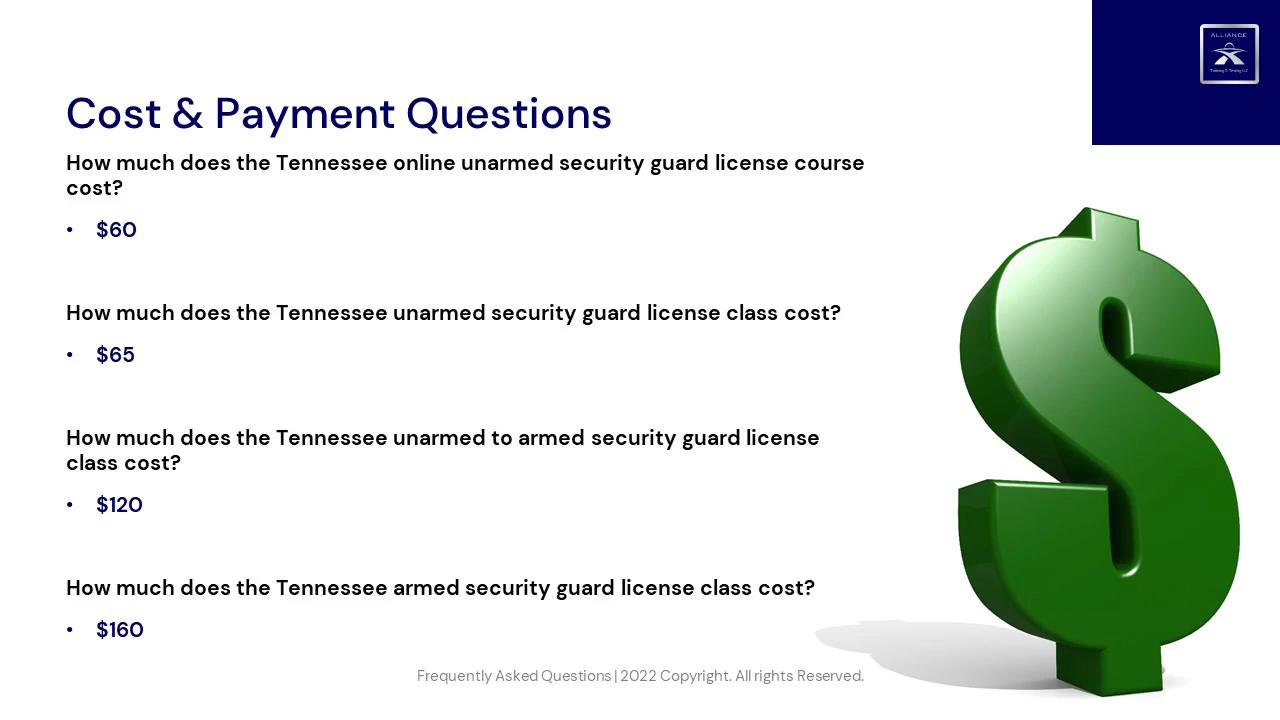 ALLIANCE
Training & Testing LLC
Cost & Payment Questions
How much does the Tennessee online unarmed security guard license course
cost?
• $60
How much does the Tennessee unarmed security guard license class cost?
• $65
How much does the Tennessee unarmed to armed security guard license
class cost?
• $120
How much does the Tennessee armed security guard license class cost?
• $160
Frequently Asked Questions | 2022 Copyright. All rights Reserved.